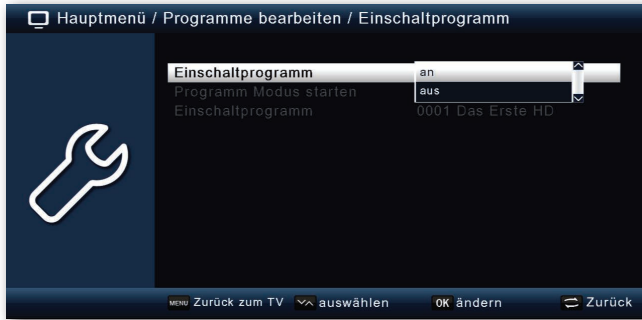 Hauptmenü / Programme bearbeiten / Einschaltprogramm
Einschaltprogramm an
Programm Modus starten aus
Einschaltprogramm 0001 Das Erste HD
MENU Zurück zum TV auswählen OK ändern Zurück